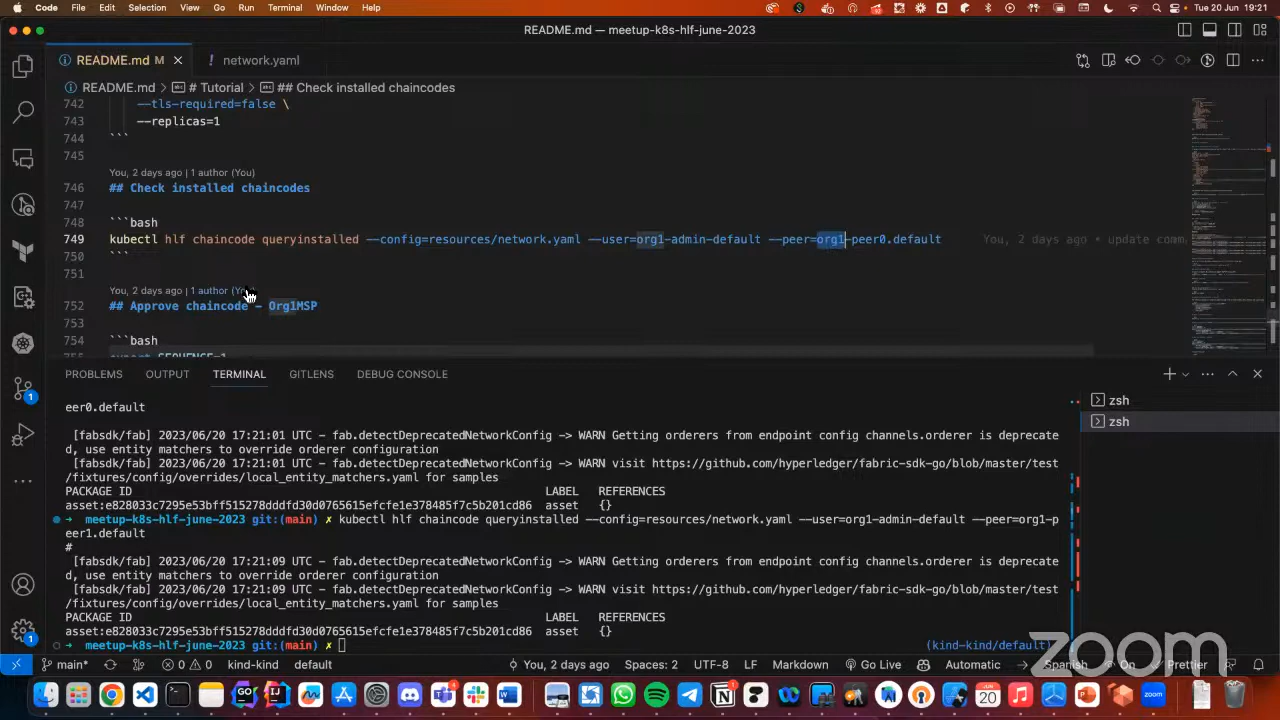 Code File Edit Selection View Go Run Terminal Window Help Tue 20 Jun 19:21
README.md — meetup-k8s-hlf-june-2023
README.md M network.yaml
README.md > # Tutorial > ## Check installed chaincodes
742 --tls-required=false \
743 --replicas=1
744 ```
745
You, 2 days ago | 1 author (You)
746 ## Check installed chaincodes
747
748 ```bash
749 kubectl hlf chaincode queryinstalled --config=resources/network.yaml --user=org1-admin-default --peer=org1-peer0.default You, 2 days ago • update comm
750 ```
751
You, 2 days ago | 1 author (You)
752 ## Approve chaincode - Org1MSP
753
754 ```bash
755 export SEQUENCE=1
PROBLEMS OUTPUT TERMINAL GITLENS DEBUG CONSOLE
zsh
zsh
eer0.default
[fabsdk/fab] 2023/06/20 17:21:01 UTC - fab.detectDeprecatedNetworkConfig -> WARN Getting orderers from endpoint config channels.orderer is deprecate
d, use entity matchers to override orderer configuration
[fabsdk/fab] 2023/06/20 17:21:01 UTC - fab.detectDeprecatedNetworkConfig -> WARN visit https://github.com/hyperledger/fabric-sdk-go/blob/master/test
/fixtures/config/overrides/local_entity_matchers.yaml for samples
PACKAGE ID LABEL REFERENCES
asset:e828033c7295e53bff515278dddfd30d0765615efcfe1e378485f7c5b201cd86 asset {}
→ meetup-k8s-hlf-june-2023 git:(main) ✗ kubectl hlf chaincode queryinstalled --config=resources/network.yaml --user=org1-admin-default --peer=org1-p
eer1.default
#
[fabsdk/fab] 2023/06/20 17:21:09 UTC - fab.detectDeprecatedNetworkConfig -> WARN Getting orderers from endpoint config channels.orderer is deprecate
d, use entity matchers to override orderer configuration
[fabsdk/fab] 2023/06/20 17:21:09 UTC - fab.detectDeprecatedNetworkConfig -> WARN visit https://github.com/hyperledger/fabric-sdk-go/blob/master/test
/fixtures/config/overrides/local_entity_matchers.yaml for samples
PACKAGE ID LABEL REFERENCES
asset:e828033c7295e53bff515278dddfd30d0765615efcfe1e378485f7c5b201cd86 asset {}
→ meetup-k8s-hlf-june-2023 git:(main) ✗ (kind-kind/default)
zoom
main* 0 0 kind-kind default You, 2 days ago Spaces: 2 UTF-8 LF Markdown Go Live Automatic → Spanish On Prettier